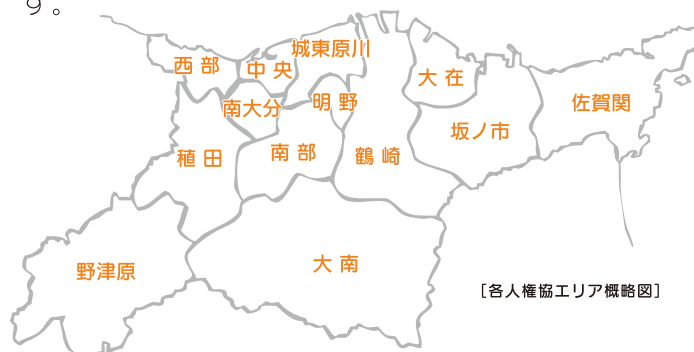 す。
城東原川
西部
中央
大在
南大分
明野
佐賀関
坂ノ市
稙田
南部
鶴崎
野津原
大南
[各人権協エリア概略図]